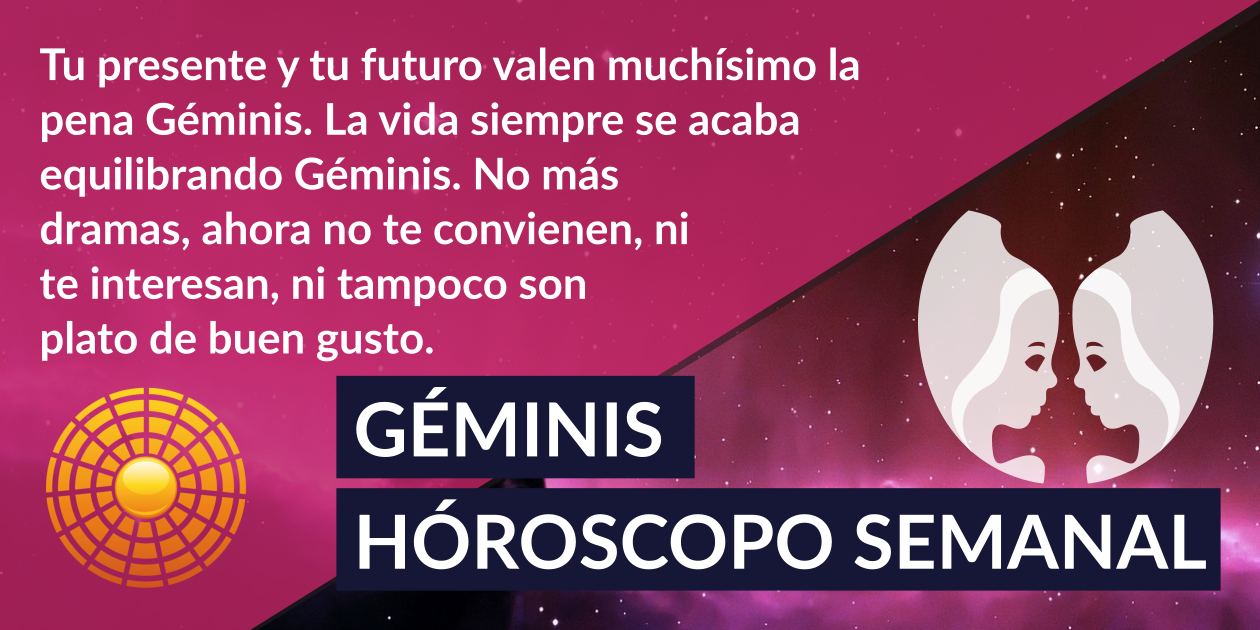 Tu presente y tu futuro valen muchísimo la
pena Géminis. La vida siempre se acaba
equilibrando Géminis. No más
dramas, ahora no te convienen, ni
te interesan, ni tampoco son
plato de buen gusto.
GÉMINIS
HÓROSCOPO SEMANAL